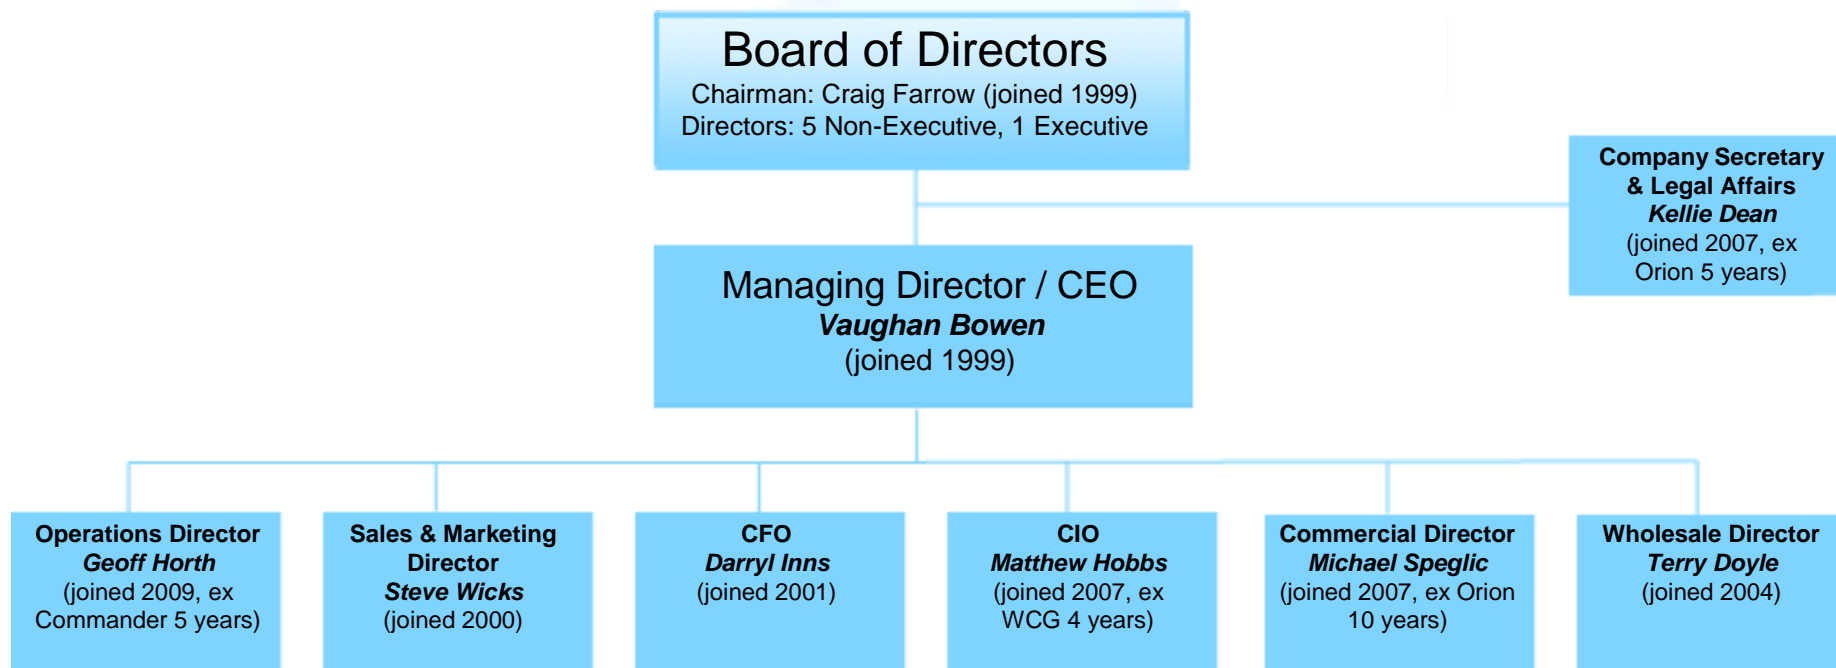 Board of Directors
Chairman: Craig Farrow (joined 1999)
Directors: 5 Non-Executive, 1 Executive
Company Secretary
& Legal Affairs
Kellie Dean
(joined 2007, ex
Orion 5 years)
Managing Director / CEO
Vaughan Bowen
(joined 1999)
Operations Director
Geoff Horth
(joined 2009, ex
Commander 5 years)
Sales & Marketing
Director
Steve Wicks
(joined 2000)
CFO
Darryl Inns
(joined 2001)
CIO
Matthew Hobbs
(joined 2007, ex
WCG 4 years)
Commercial Director
Michael Speglic
(joined 2007, ex Orion
10 years)
Wholesale Director
Terry Doyle
(joined 2004)